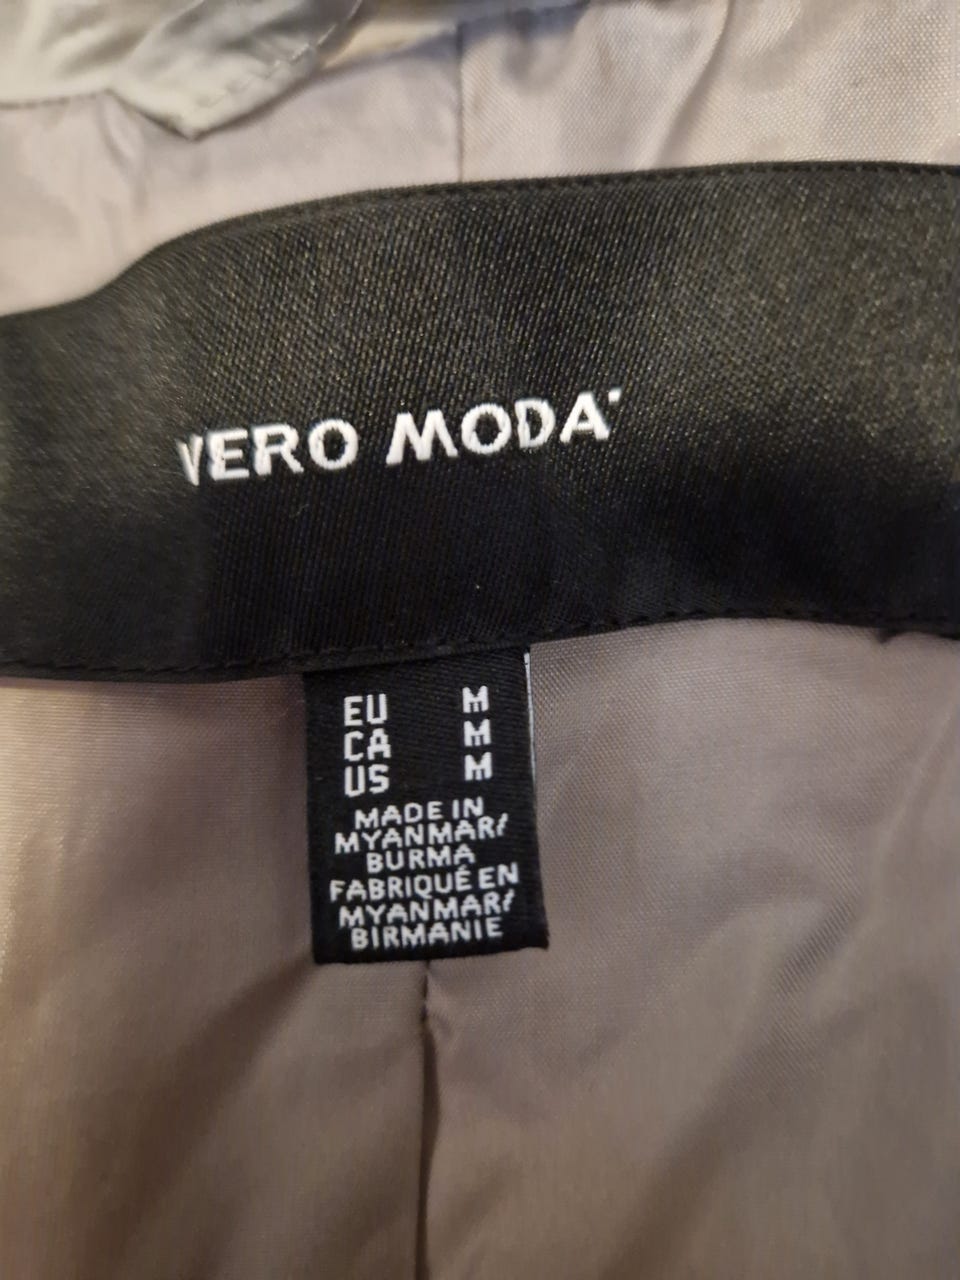 VERO MODA
EU M
CA M
US M
MADE IN
MYANMAR/
BURMA
FABRIQUÉ EN
MYANMAR/
BIRMANIE